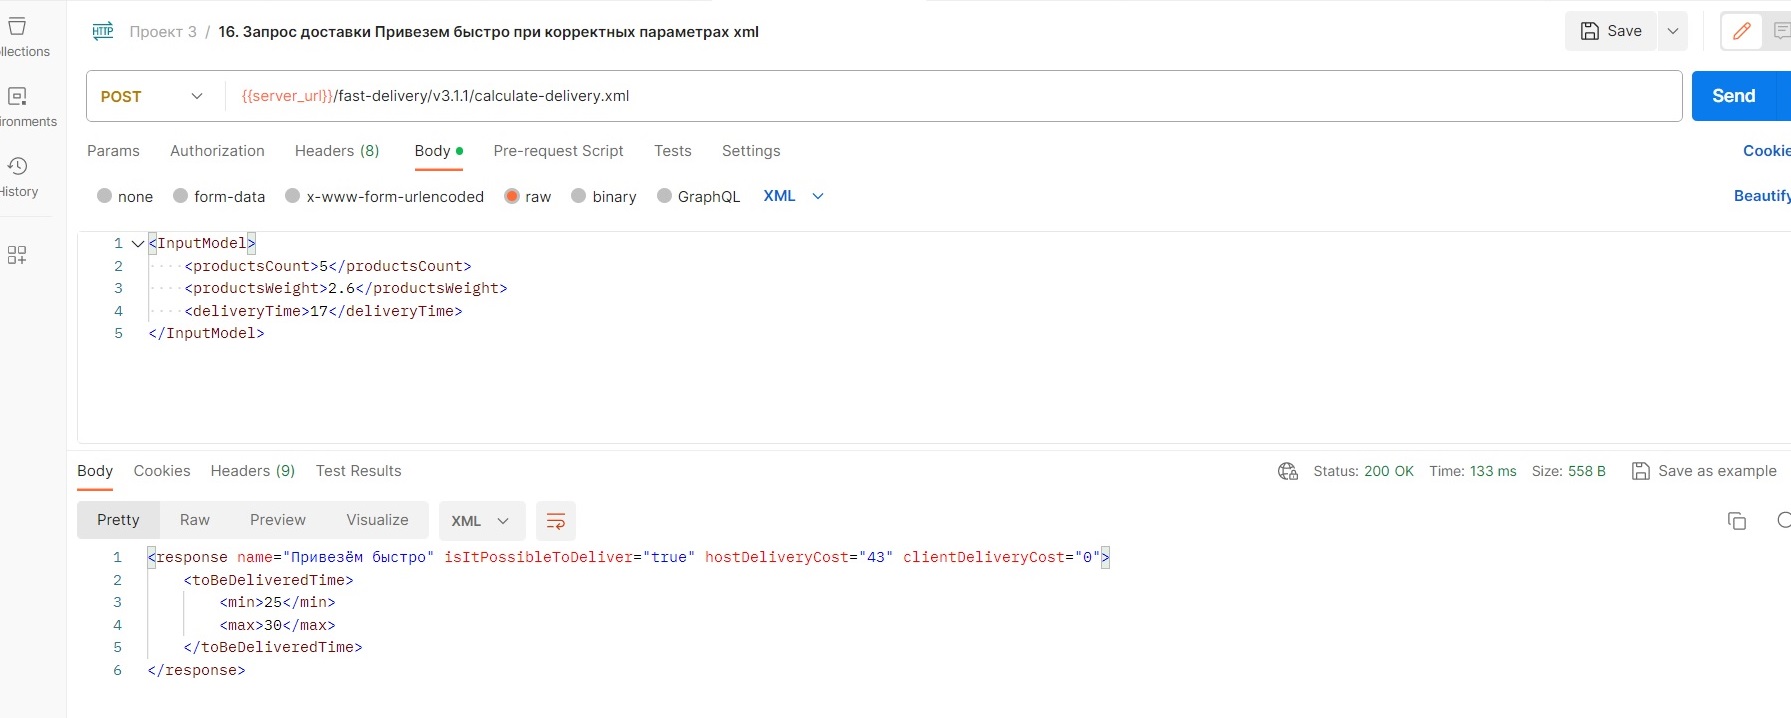 Проект 3 / 16. Запрос доставки Привезем быстро при корректных параметрах xml
Save
llections
POST {{server_url}}/fast-delivery/v3.1.1/calculate-delivery.xml
Send
ironments
Params Authorization Headers (8) Body Pre-request Script Tests Settings
Cookie
History
none form-data x-www-form-urlencoded raw binary GraphQL XML
Beautify
1 <InputModel>
2 ····<productsCount>5</productsCount>
3 ····<productsWeight>2.6</productsWeight>
4 ····<deliveryTime>17</deliveryTime>
5 </InputModel>
Body Cookies Headers (9) Test Results
Status: 200 OK Time: 133 ms Size: 558 B Save as example
Pretty Raw Preview Visualize XML
1 <response name="Привезём быстро" isItPossibleToDeliver="true" hostDeliveryCost="43" clientDeliveryCost="0">
2 <toBeDeliveredTime>
3 <min>25</min>
4 <max>30</max>
5 </toBeDeliveredTime>
6 </response>